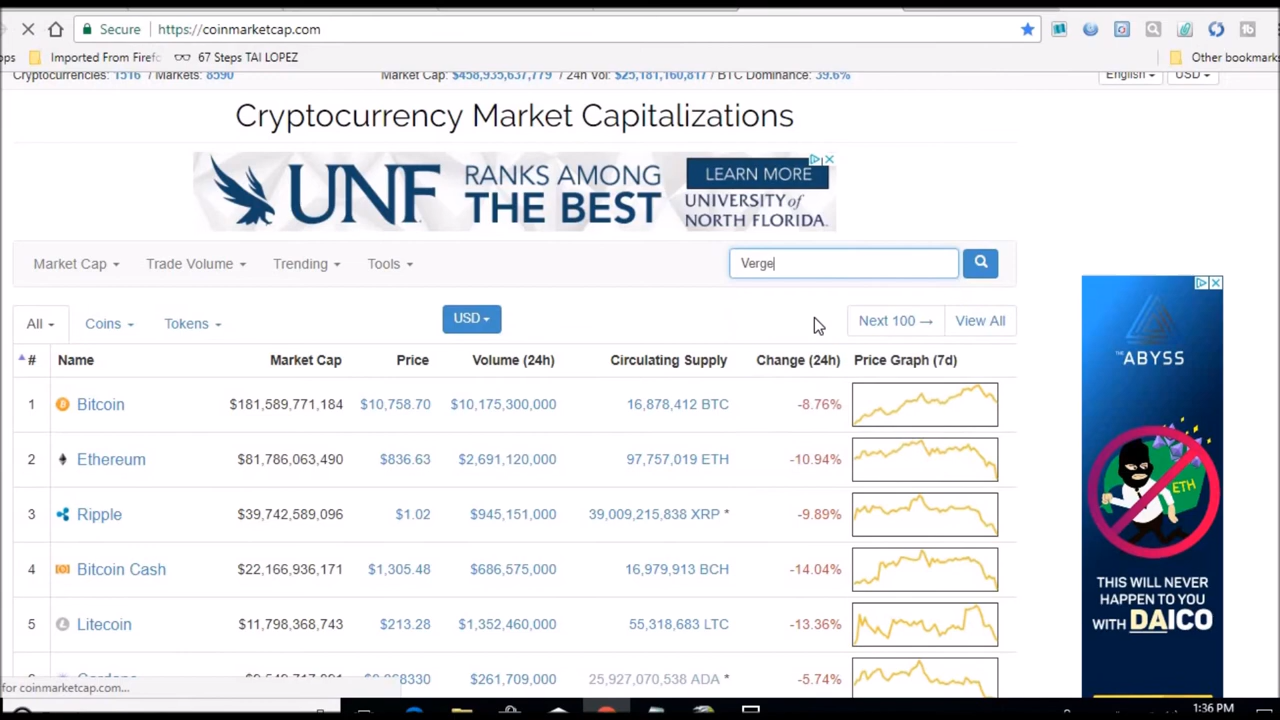 Secure https://coinmarketcap.com
Imported From Firef 67 Steps TAI LOPEZ Other bookmarks
Cryptocurrencies: 1516 / Markets: 8590 Market Cap: $458,935,637,779 / 24h Vol: $25,181,160,817 / BTC Dominance: 39.6% English USD
Cryptocurrency Market Capitalizations
UNF RANKS AMONG THE BEST LEARN MORE
UNIVERSITY of
NORTH FLORIDA.
Market Cap Trade Volume Trending Tools Verge
All Coins Tokens USD Next 100 → View All
# Name Market Cap Price Volume (24h) Circulating Supply Change (24h) Price Graph (7d)
1 Bitcoin $181,589,771,184 $10,758.70 $10,175,300,000 16,878,412 BTC -8.76%
2 Ethereum $81,786,063,490 $836.63 $2,691,120,000 97,757,019 ETH -10.94%
3 Ripple $39,742,589,096 $1.02 $945,151,000 39,009,215,838 XRP * -9.89%
4 Bitcoin Cash $22,166,936,171 $1,305.48 $686,575,000 16,979,913 BCH -14.04%
5 Litecoin $11,798,368,743 $213.28 $1,352,460,000 55,318,683 LTC -13.36%
$261,709,000 25,927,070,538 ADA * -5.74%
THE
ABYSS
ETH
THIS WILL NEVER
HAPPEN TO YOU
WITH DAICO
for coinmarketcap.com...
1:36 PM